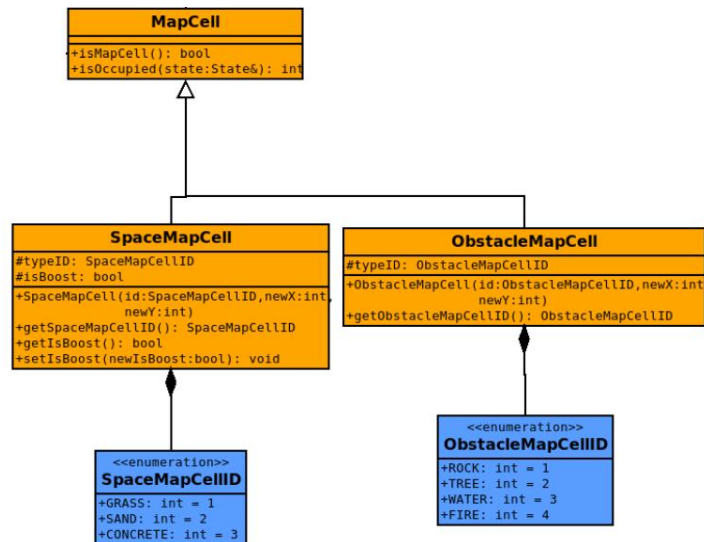 MapCell
+isMapCell(): bool
+isOccupied(state:State&): int
SpaceMapCell
#typeID: SpaceMapCellID
#isBoost: bool
+SpaceMapCell(id:SpaceMapCellID,newX:int,
newY:int)
+getSpaceMapCellID(): SpaceMapCellID
+getIsBoost(): bool
+setIsBoost(newIsBoost:bool): void
ObstacleMapCell
#typeID: ObstacleMapCellID
+ObstacleMapCell(id:ObstacleMapCellID,newX:int
newY:int)
+getObstacleMapCellID(): ObstacleMapCellID
<<enumeration>>
SpaceMapCellID
+GRASS: int = 1
+SAND: int = 2
+CONCRETE: int = 3
<<enumeration>>
ObstacleMapCellID
+ROCK: int = 1
+TREE: int = 2
+WATER: int = 3
+FIRE: int = 4